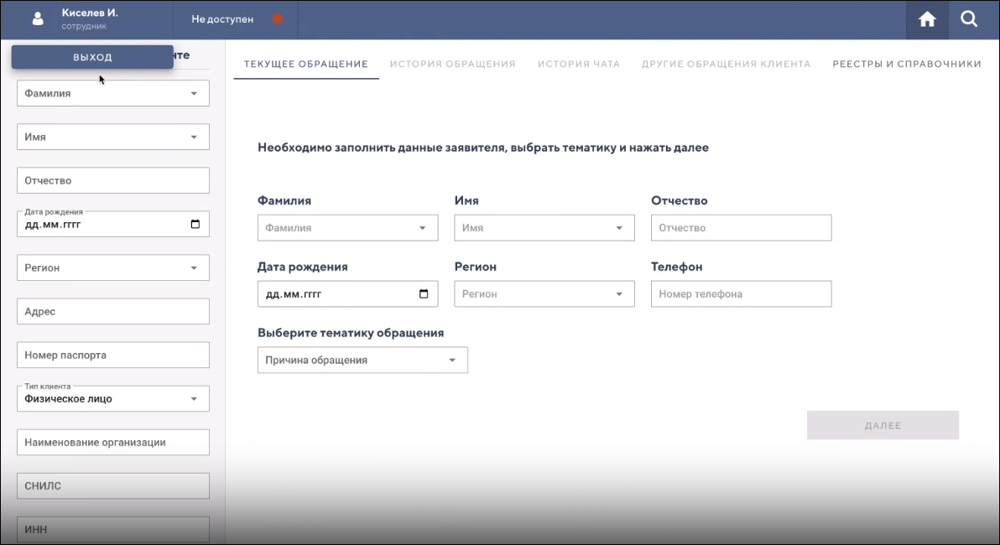 Киселев И.
сотрудник
Не доступен
ВЫХОД
нте
Фамилия
Имя
Отчество
Дата рождения
дд.мм.гггг
Регион
Адрес
Номер паспорта
Тип клиента
Физическое лицо
Наименование организации
СНИЛС
ИНН
ТЕКУЩЕЕ ОБРАЩЕНИЕ ИСТОРИЯ ОБРАЩЕНИЯ ИСТОРИЯ ЧАТА ДРУГИЕ ОБРАЩЕНИЯ КЛИЕНТА РЕЕСТРЫ И СПРАВОЧНИКИ
Необходимо заполнить данные заявителя, выбрать тематику и нажать далее
Фамилия Имя Отчество
Фамилия Имя Отчество
Дата рождения Регион Телефон
дд.мм.гггг Регион Номер телефона
Выберите тематику обращения
Причина обращения
ДАЛЕЕ